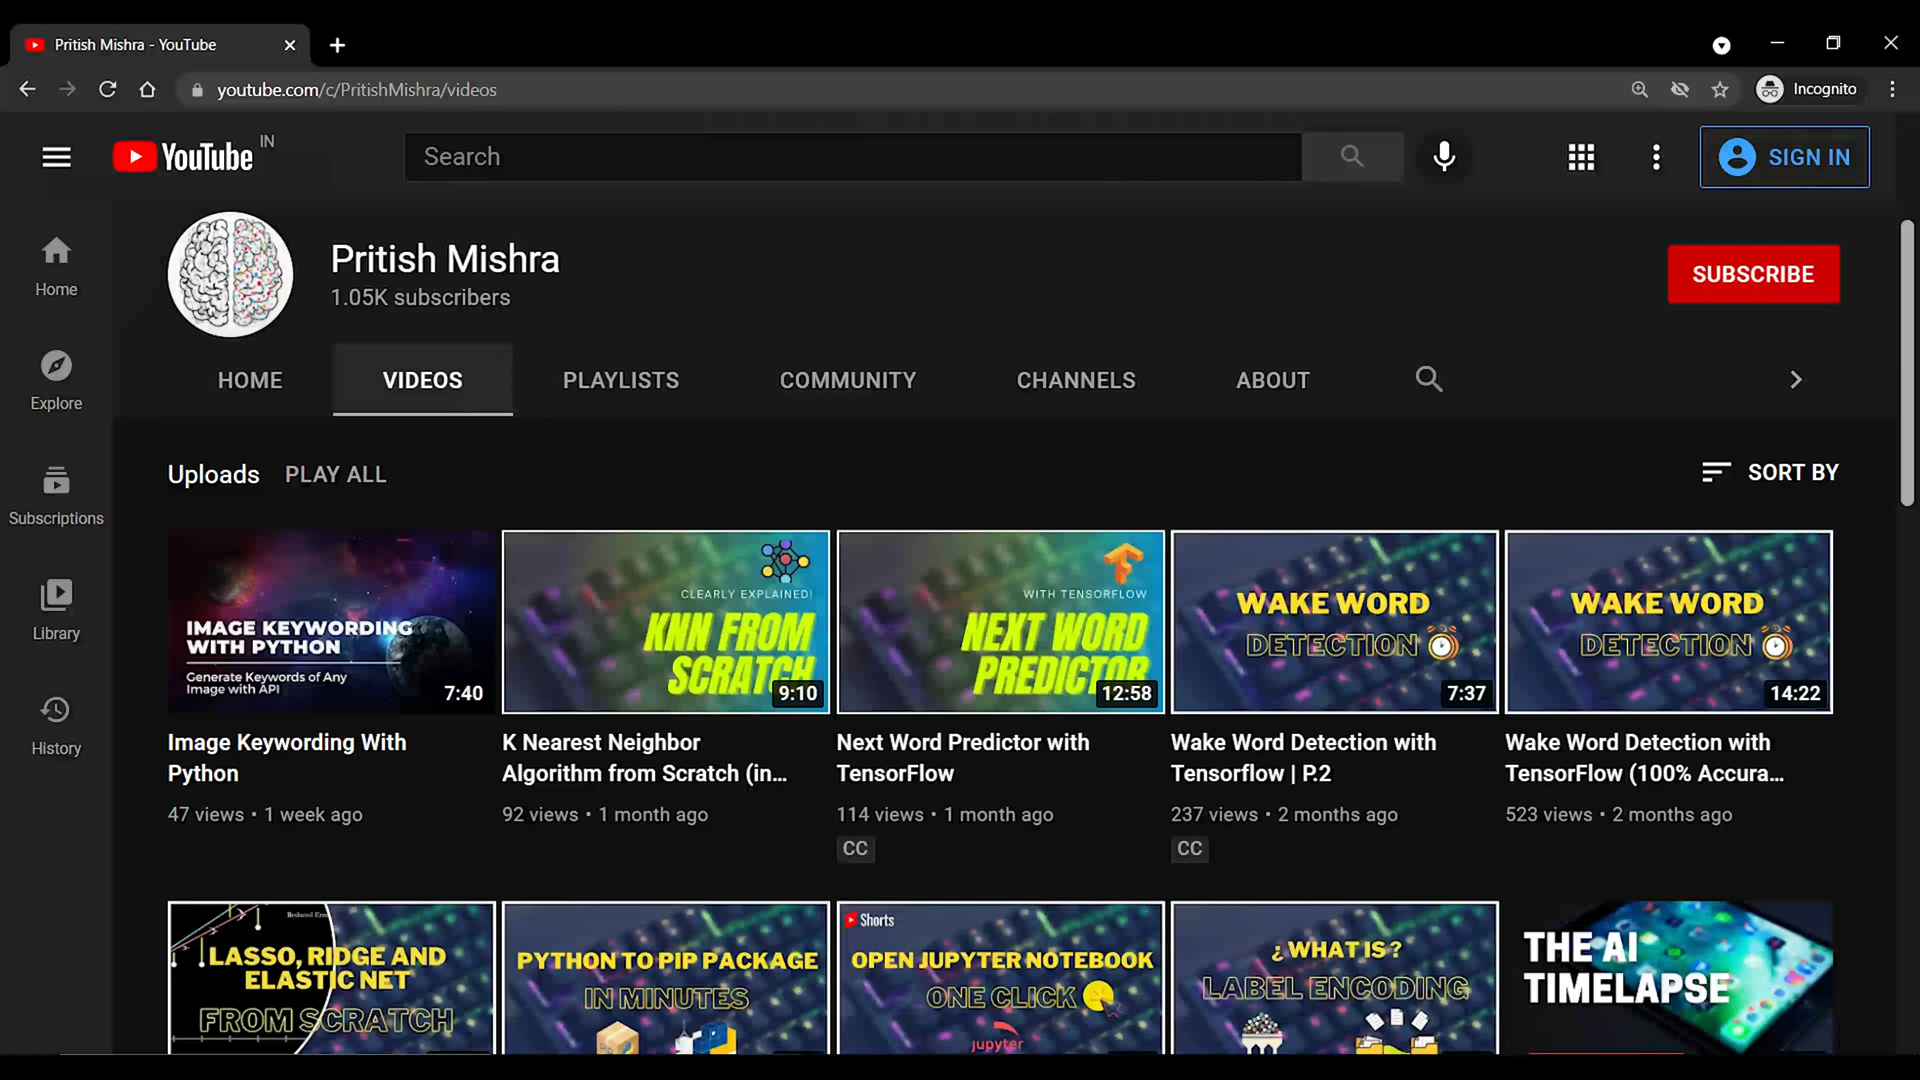 Pritish Mishra - YouTube
youtube.com/c/PritishMishra/videos
Incognito
YouTube IN
Search
SIGN IN
Pritish Mishra
1.05K subscribers
SUBSCRIBE
HOME VIDEOS PLAYLISTS COMMUNITY CHANNELS ABOUT
Home
Explore
Subscriptions
Library
History
Uploads PLAY ALL
SORT BY
IMAGE KEYWORDING
WITH PYTHON
Generate Keywords of Any
Image with API
7:40
Image Keywording With
Python
47 views • 1 week ago
CLEARLY EXPLAINED!
KNN FROM
SCRATCH
9:10
K Nearest Neighbor
Algorithm from Scratch (in...
92 views • 1 month ago
WITH TENSORFLOW
NEXT WORD
PREDICTOR
12:58
Next Word Predictor with
TensorFlow
114 views • 1 month ago
CC
WAKE WORD
DETECTION
7:37
Wake Word Detection with
Tensorflow | P.2
237 views • 2 months ago
CC
WAKE WORD
DETECTION
14:22
Wake Word Detection with
TensorFlow (100% Accura...
523 views • 2 months ago
LASSO, RIDGE AND
ELASTIC NET
FROM SCRATCH
PYTHON TO PIP PACKAGE
IN MINUTES
Shorts
OPEN JUPYTER NOTEBOOK
ONE CLICK
jupyter
¿ WHAT IS ?
LABEL ENCODING
THE AI
TIMELAPSE